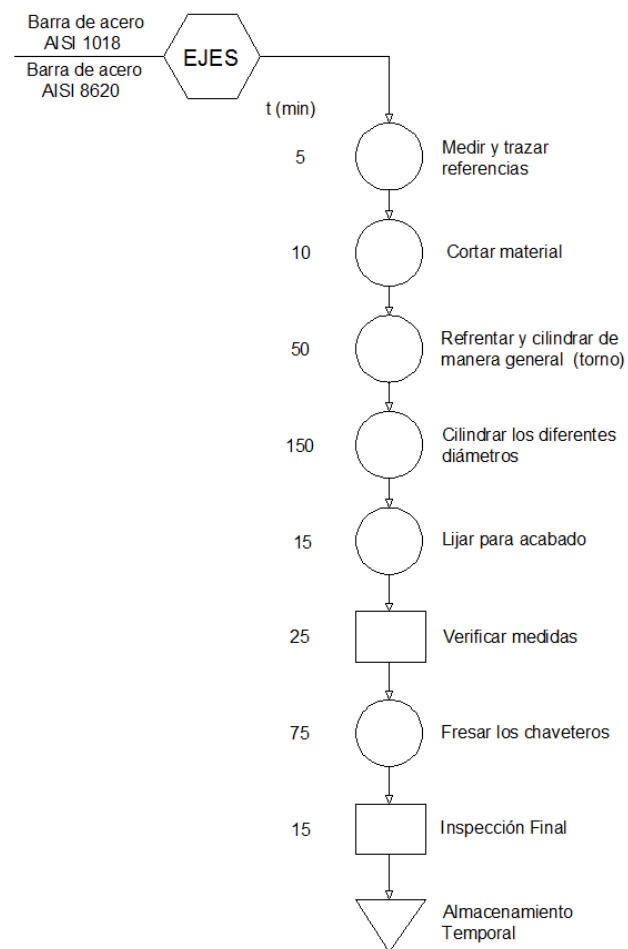 Barra de acero
AISI 1018
EJES
Barra de acero
AISI 8620
t (min)
5
Medir y trazar
referencias
10
Cortar material
50
Refrentar y cilindrar de
manera general (torno)
150
Cilindrar los diferentes
diámetros
15
Lijar para acabado
25
Verificar medidas
75
Fresar los chaveteros
15
Inspección Final
Almacenamiento
Temporal